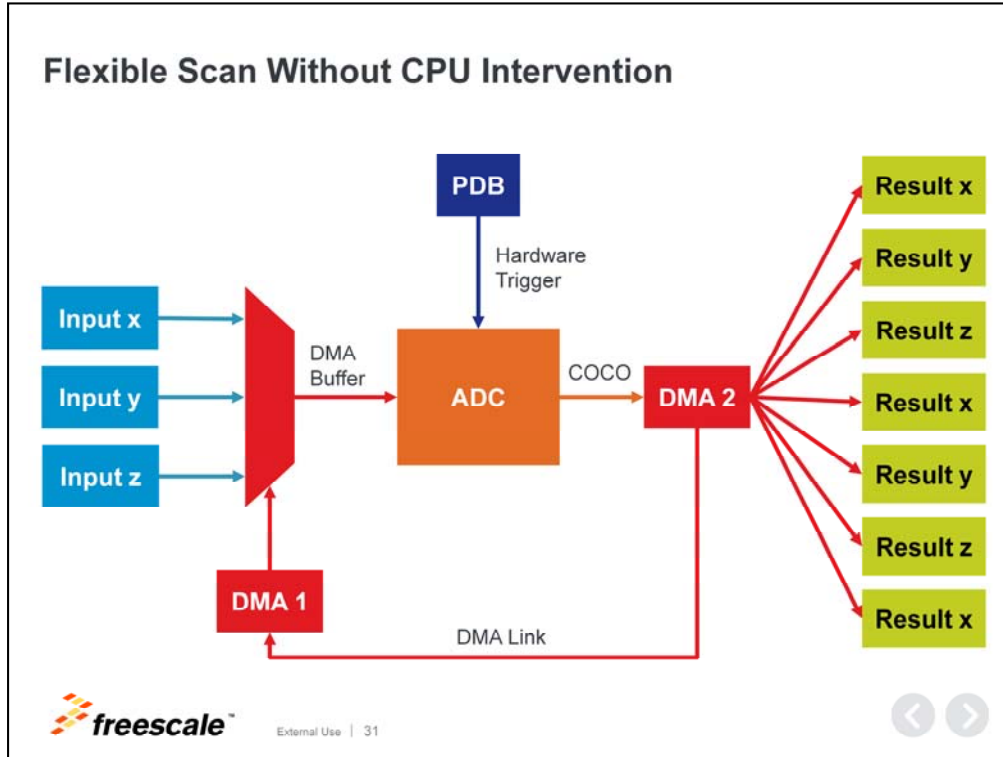 Flexible Scan Without CPU Intervention
PDB
Hardware
Trigger
Input x
Input y
Input z
DMA
Buffer
ADC
COCO
DMA 2
DMA 1
DMA Link
Result x
Result y
Result z
Result x
Result y
Result z
Result x
freescale™
External Use | 31